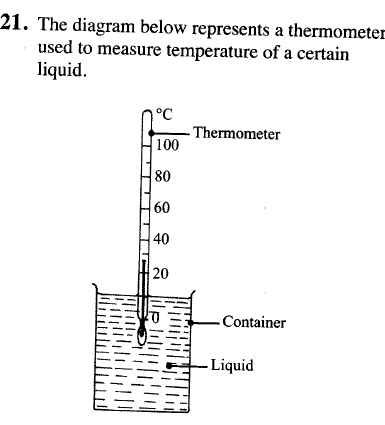 21. The diagram below represents a thermometer
used to measure temperature of a certain
liquid.
°C
Thermometer
100
80
60
40
20
0
Container
Liquid